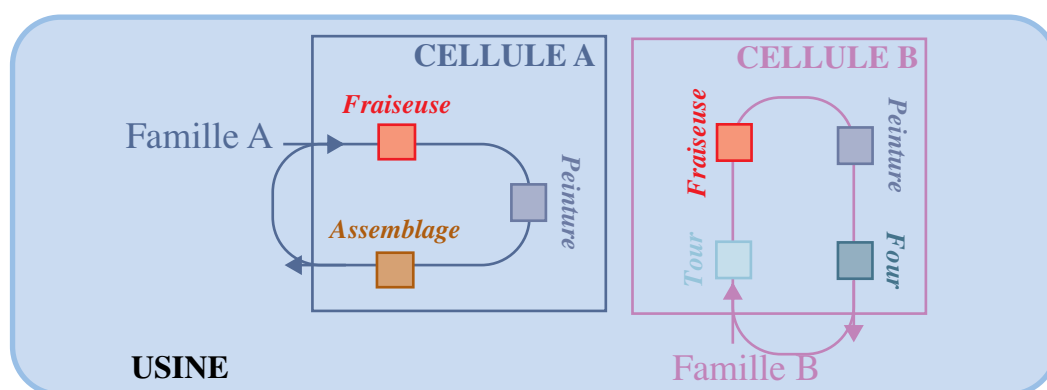 CELLULE A
CELLULE B
Fraiseuse
Famille A
Peinture
Assemblage
Fraiseuse
Peinture
Tour
Four
USINE
Famille B